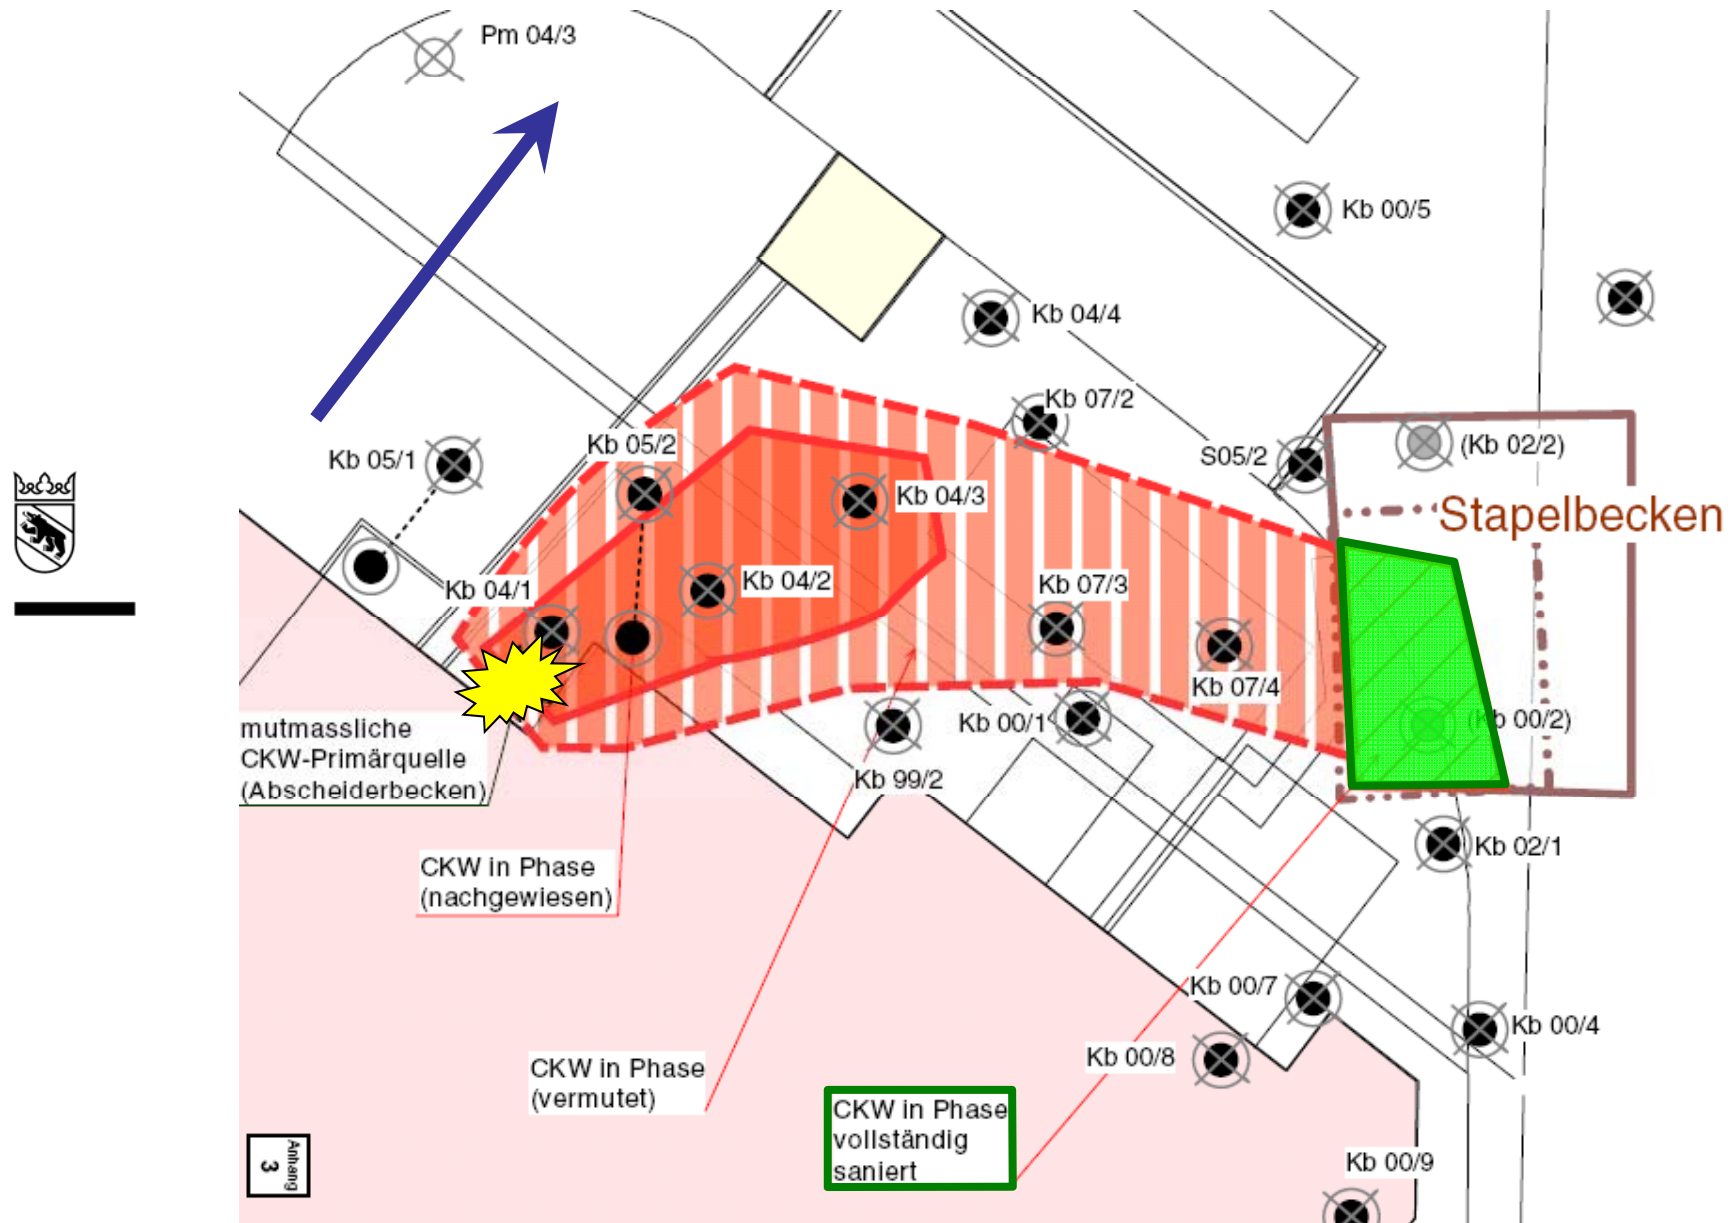 Pm 04/3
Kb 00/5
Kb 04/4
Kb 07/2
Kb 05/1
Kb 05/2
S05/2
(Kb 02/2)
Kb 04/3
Stapelbecken
Kb 04/1
Kb 04/2
Kb 07/3
Kb 07/4
Kb 00/1
(Kb 00/2)
mutmassliche
CKW-Primärquelle
(Abscheiderbecken)
Kb 99/2
Kb 02/1
CKW in Phase
(nachgewiesen)
Kb 00/7
Kb 00/4
Kb 00/8
CKW in Phase
(vermutet)
CKW in Phase
vollständig
saniert
Anhang
3
Kb 00/9